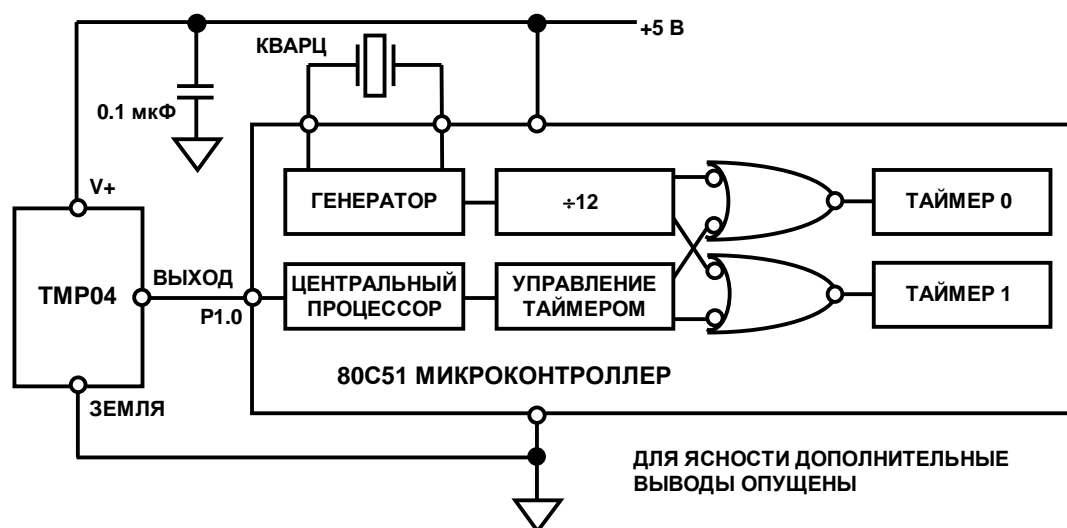 +5 В
КВАРЦ
0.1 мкФ
V+
ГЕНЕРАТОР
÷12
ТАЙМЕР 0
ВЫХОД
TMP04
P1.0
ЦЕНТРАЛЬНЫЙ
ПРОЦЕССОР
УПРАВЛЕНИЕ
ТАЙМЕРОМ
ТАЙМЕР 1
80C51 МИКРОКОНТРОЛЛЕР
ЗЕМЛЯ
ДЛЯ ЯСНОСТИ ДОПОЛНИТЕЛЬНЫЕ
ВЫВОДЫ ОПУЩЕНЫ